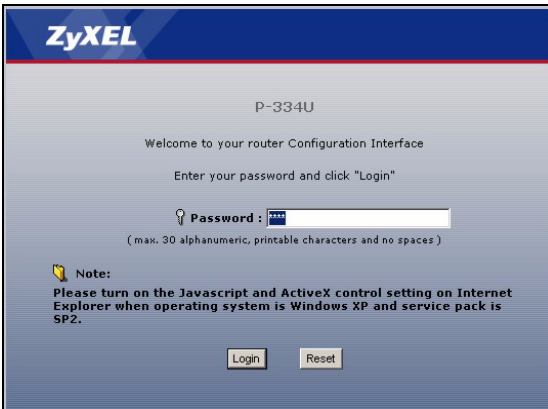 ZyXEL
P-334U
Welcome to your router Configuration Interface
Enter your password and click "Login"
Password : ****
( max. 30 alphanumeric, printable characters and no spaces )
Note:
Please turn on the Javascript and ActiveX control setting on Internet
Explorer when operating system is Windows XP and service pack is
SP2.
Login Reset